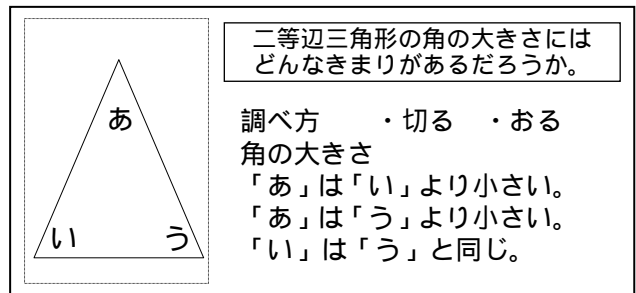 二等辺三角形の角の大きさには
どんなきまりがあるだろうか。
あ
い
う
調べ方　　・切る　・おる
角の大きさ
「あ」は「い」より小さい。
「あ」は「う」より小さい。
「い」は「う」と同じ。